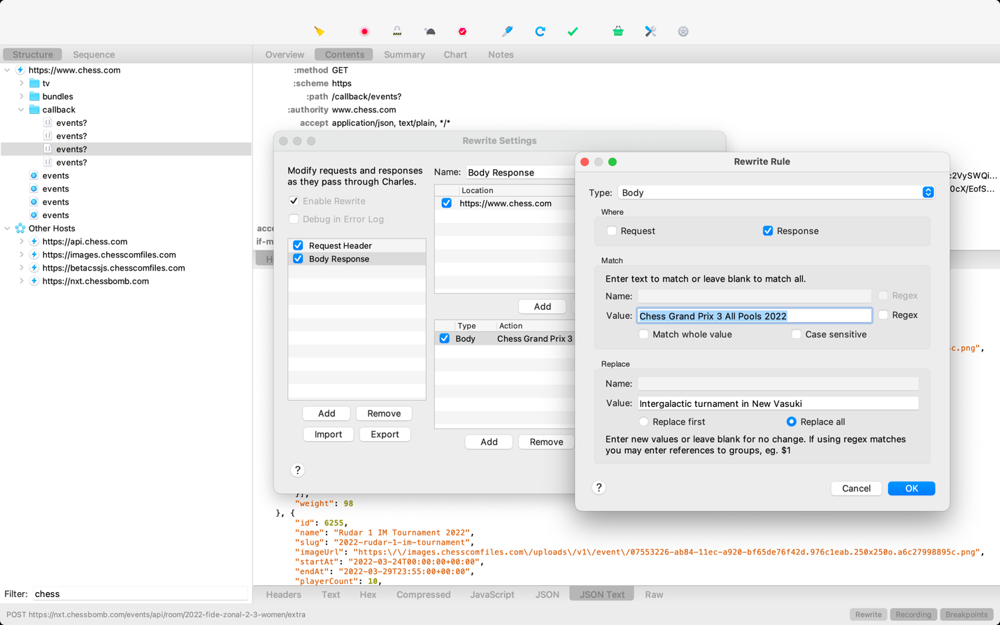 Structure
Sequence
Overview
Contents
Summary
Chart
Notes
https://www.chess.com
tv
bundles
callback
events?
events?
events?
events?
events
events
events
events
Other Hosts
https://api.chess.com
https://images.chesscomfiles.com
https://betacssjs.chesscomfiles.com
https://nxt.chessbomb.com
:method GET
:scheme https
:path /callback/events?
:authority www.chess.com
accept application/json, text/plain, */*
c2VySWQi...
0cX/EofS...
acce
if-m
H
Rewrite Settings
Modify requests and responses
as they pass through Charles.
Enable Rewrite
Debug in Error Log
Request Header
Body Response
Add
Remove
Import
Export
?
Name: Body Response
Location
https://www.chess.com
Add
Type
Action
Body
Chess Grand Prix 3
Add
Remove
Rewrite Rule
Type: Body
Where
Request
Response
Match
Enter text to match or leave blank to match all.
Name:
Regex
Value: Chess Grand Prix 3 All Pools 2022
Regex
Match whole value
Case sensitive
Replace
Name:
Value: Intergalactic turnament in New Vasuki
Replace first
Replace all
Enter new values or leave blank for no change. If using regex matches
you may enter references to groups, eg. $1
?
Cancel
OK
c.png",
}],
"weight": 98
}, {
"id": 6255,
"name": "Rudar 1 IM Tournament 2022",
"slug": "2022-rudar-1-im-tournament",
"imageUrl": "https:\/\/images.chesscomfiles.com\/uploads\/v1\/event\/07553226-ab84-11ec-a920-bf65de76f42d.976c1eab.250x250o.a6c27998895c.png",
"startAt": "2022-03-24T00:00:00+00:00",
"endAt": "2022-03-29T23:55:00+00:00",
"playerCount": 10,
Filter: chess
Headers
Text
Hex
Compressed
JavaScript
JSON
JSON Text
Raw
POST https://nxt.chessbomb.com/events/api/room/2022-fide-zonal-2-3-women/extra
Rewrite
Recording
Breakpoints